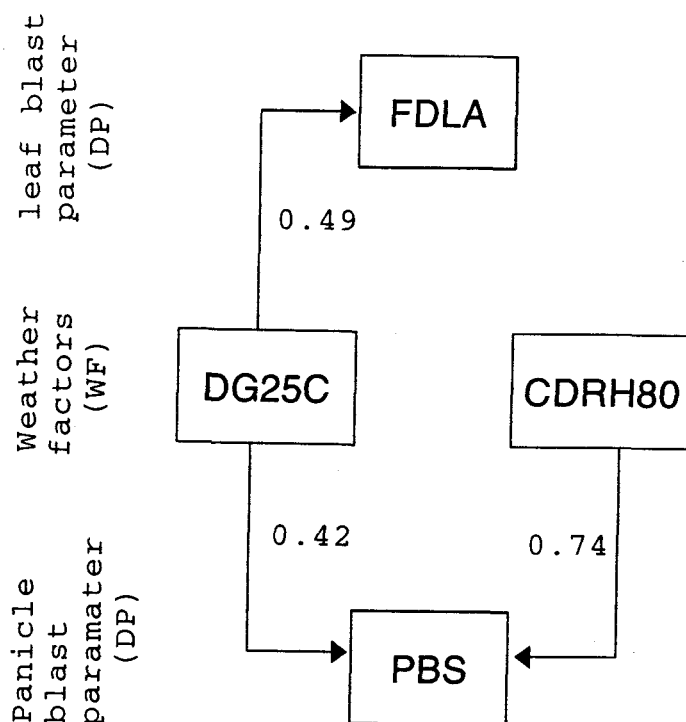 leaf blast
parameter
(DP)
FDLA
0.49
Weather
factors
(WF)
DG25C
CDRH80
0.42
0.74
Panicle
blast
paramater
(DP)
PBS